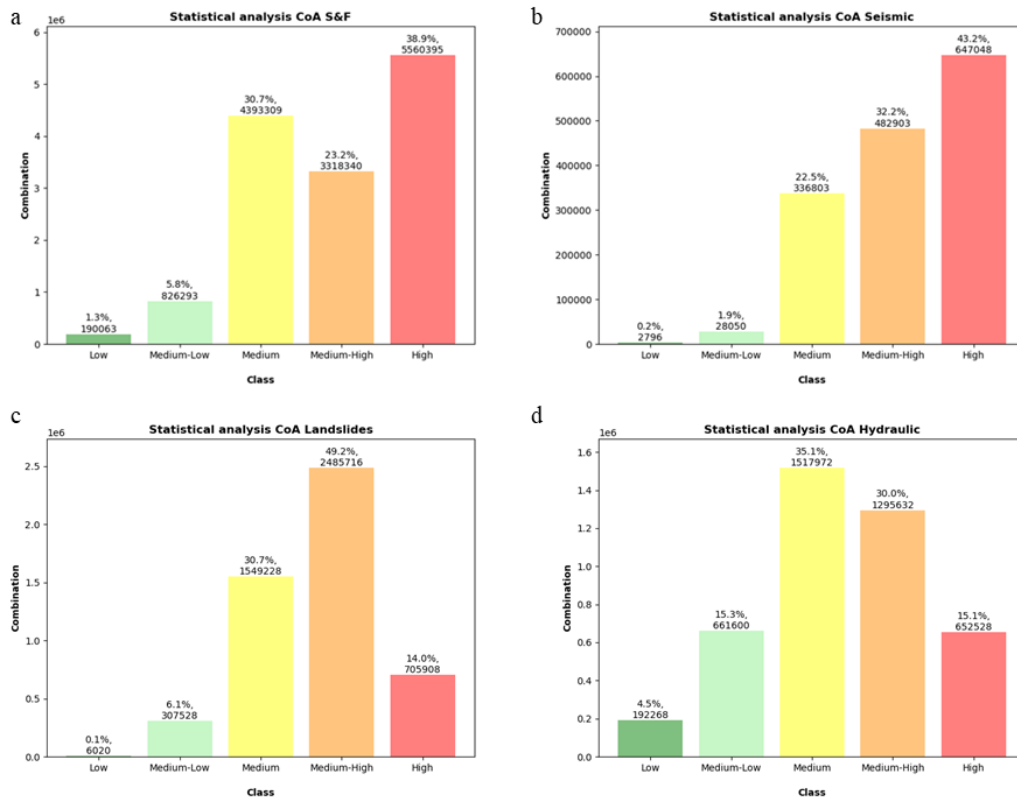 a
Statistical analysis CoA S&F
1e6
6
5
4
3
2
1
0
Combination
1.3%,
190063
5.8%,
826293
30.7%,
4393309
23.2%,
3318340
38.9%,
5560395
Low
Medium-Low
Medium
Medium-High
High
Class
b
Statistical analysis CoA Seismic
700000
600000
500000
400000
300000
200000
100000
0
Combination
0.2%,
2796
1.9%,
28050
22.5%,
336803
32.2%,
482903
43.2%,
647048
Low
Medium-Low
Medium
Medium-High
High
Class
c
Statistical analysis CoA Landslides
1e6
2.5
2.0
1.5
1.0
0.5
0.0
Combination
0.1%,
6020
6.1%,
307528
30.7%,
1549228
49.2%,
2485716
14.0%,
705908
Low
Medium-Low
Medium
Medium-High
High
Class
d
Statistical analysis CoA Hydraulic
1e6
1.6
1.4
1.2
1.0
0.8
0.6
0.4
0.2
0.0
Combination
4.5%,
192268
15.3%,
661600
35.1%,
1517972
30.0%,
1295632
15.1%,
652528
Low
Medium-Low
Medium
Medium-High
High
Class